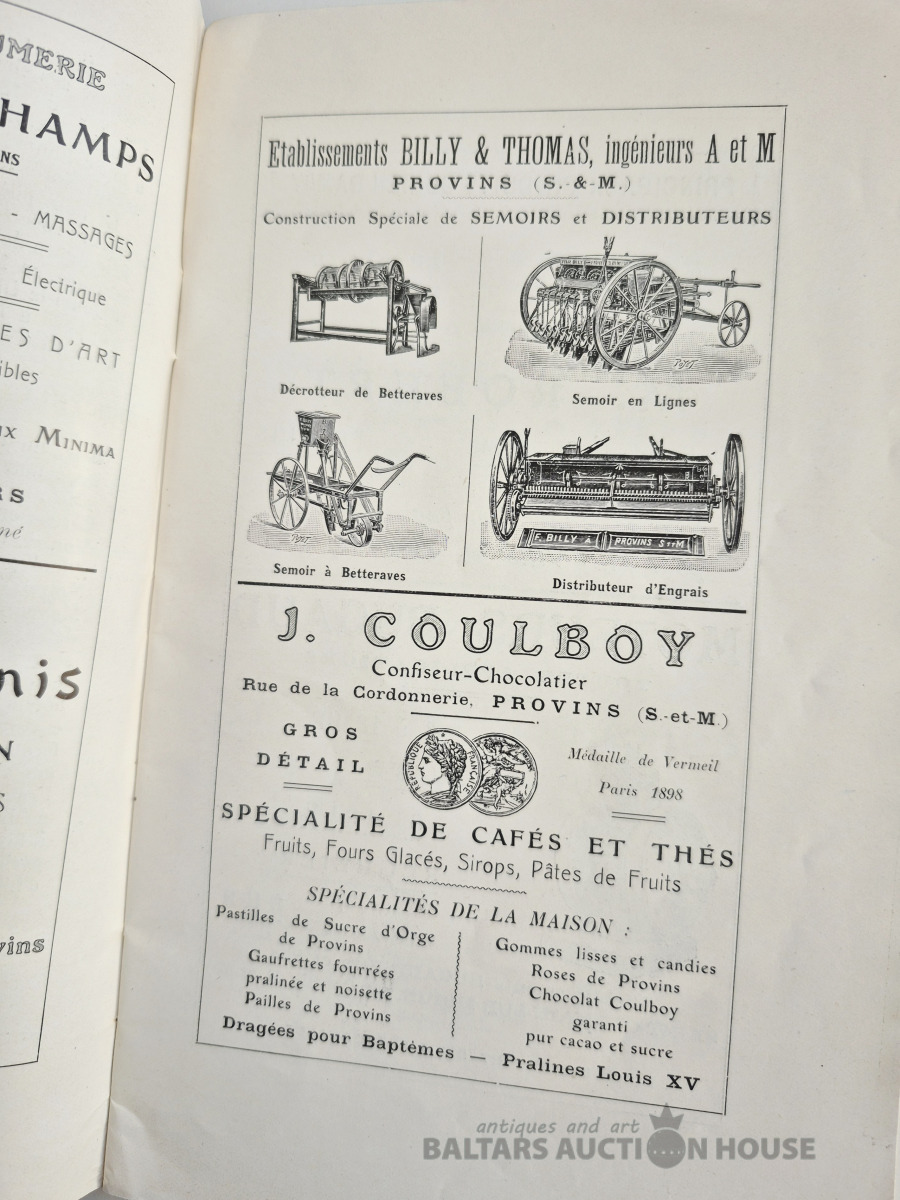 UMERIE
HAMPS
NS
- MASSAGES
Électrique
ES D'ART
ibles
IX MINIMA
RS
né
nis
N
S
vins
Etablissements BILLY & THOMAS, ingénieurs A et M
PROVINS (S.-&-M.)
Construction Spéciale de SEMOIRS et DISTRIBUTEURS
Décrotteur de Betteraves
Semoir en Lignes
Semoir à Betteraves
F. BILLY À PROVINS S ET M
Distributeur d'Engrais
J. COULBOY
Confiseur-Chocolatier
Rue de la Cordonnerie, PROVINS (S.-et-M.)
GROS
DÉTAIL
RÉPUBLIQUE FRANÇAISE
Médaille de Vermeil
Paris 1898
SPÉCIALITÉ DE CAFÉS ET THÉS
Fruits, Fours Glacés, Sirops, Pâtes de Fruits
SPÉCIALITÉS DE LA MAISON :
Pastilles de Sucre d'Orge
de Provins
Gaufrettes fourrées
pralinée et noisette
Pailles de Provins
Gommes lisses et candies
Roses de Provins
Chocolat Coulboy
garanti
pur cacao et sucre
Dragées pour Baptêmes — Pralines Louis XV
antiques and art
BALTARS AUCTION HOUSE